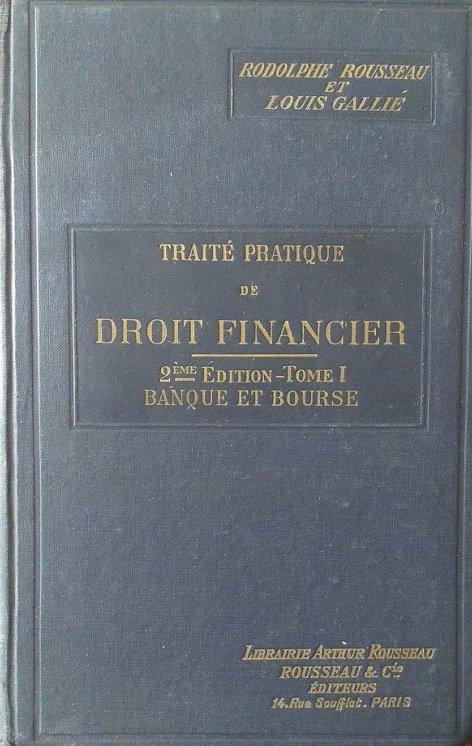 RODOLPHE ROUSSEAU
ET
LOUIS GALLIÉ
TRAITÉ PRATIQUE
DE
DROIT FINANCIER
2ÈME EDITION-TOME I
BANQUE ET BOURSE
LIBRAIRIE ARTHUR ROUSSEAU
ROUSSEAU & Cie
ÉDITEURS
14. Rue Soufflot. PARIS